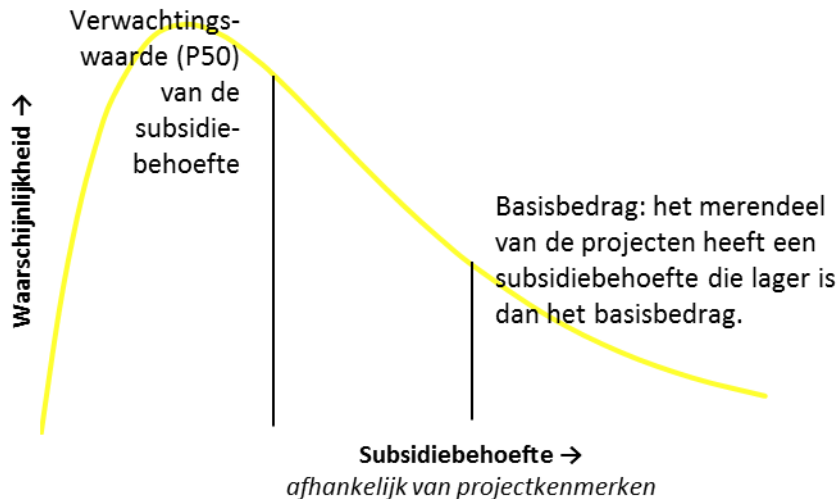 Verwachtings-
waarde (P50)
van de
subsidie-
behoefte
Waarschijnlijkheid →
Basisbedrag: het merendeel
van de projecten heeft een
subsidiebehoefte die lager is
dan het basisbedrag.
Subsidiebehoefte →
afhankelijk van projectkenmerken